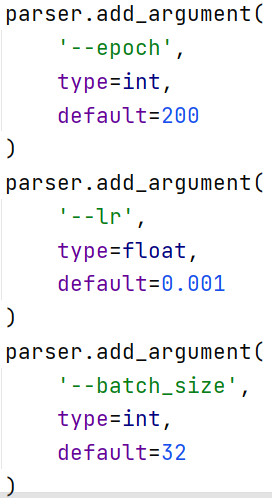 parser.add_argument(
    '--epoch',
    type=int,
    default=200
)
parser.add_argument(
    '--lr',
    type=float,
    default=0.001
)
parser.add_argument(
    '--batch_size',
    type=int,
    default=32
)